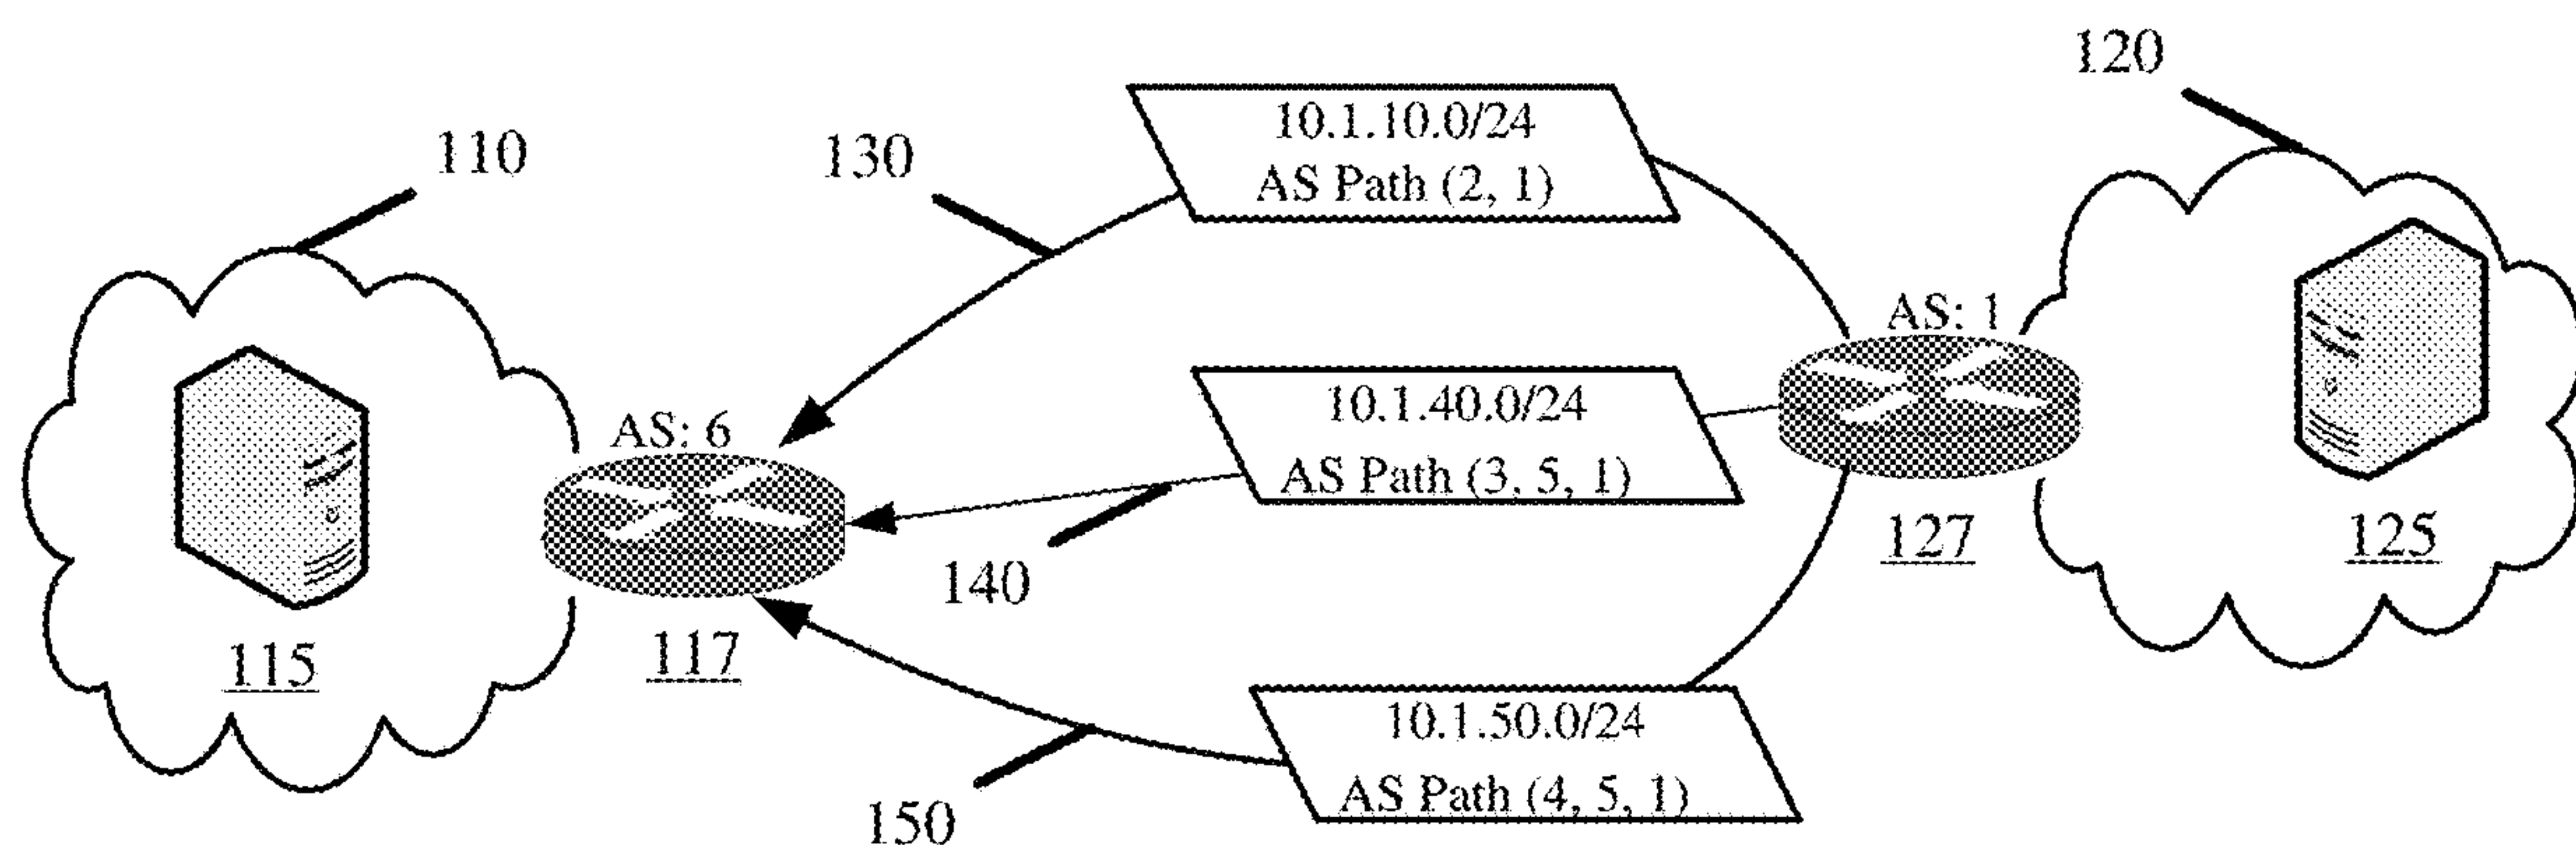 120
10.1.10.0/24
AS Path (2, 1)
110
130
AS: 1
10.1.40.0/24
AS Path (3, 5, 1)
AS: 6
127
125
140
115
117
10.1.50.0/24
AS Path (4, 5, 1)
150